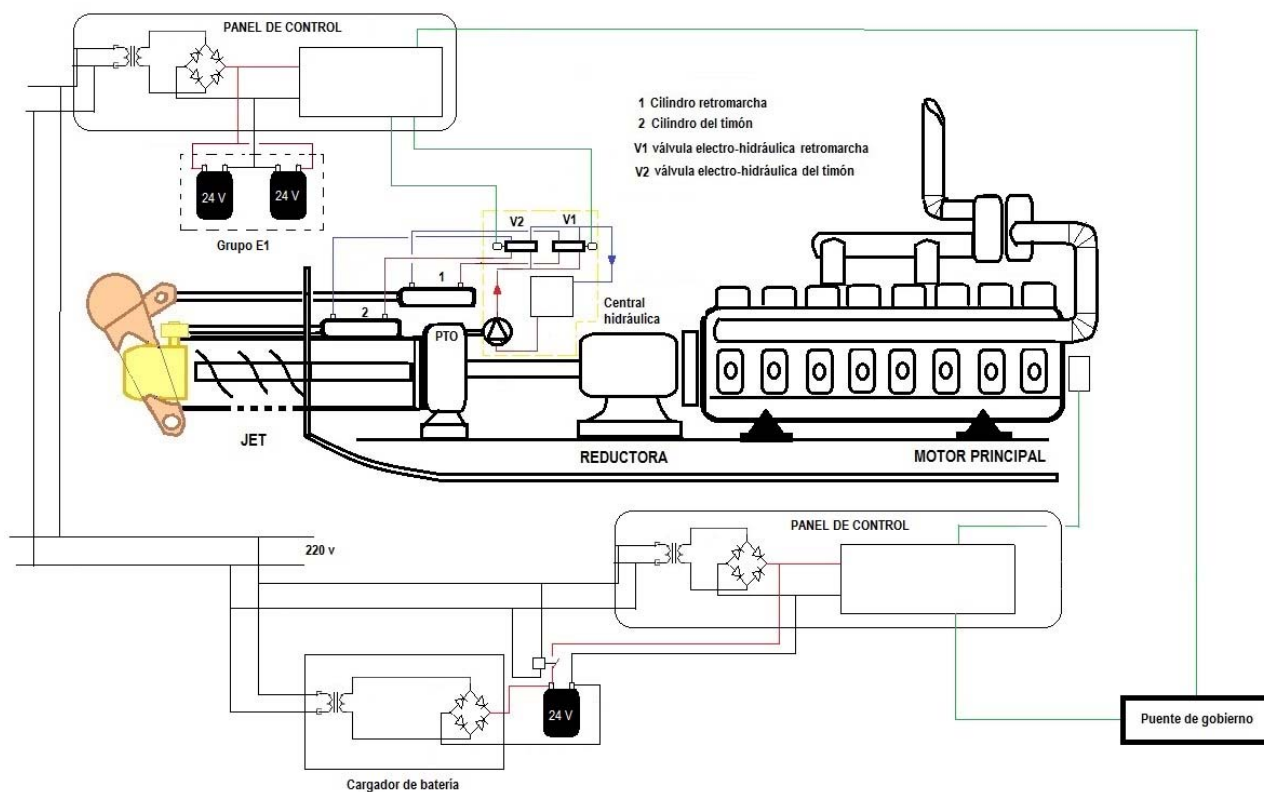 PANEL DE CONTROL
1 Cilindro retromarcha
2 Cilindro del timón
V1 válvula electro-hidráulica retromarcha
V2 válvula electro-hidráulica del timón
24 V
24 V
Grupo E1
V2
V1
1
2
Central
hidráulica
PTO
JET
REDUCTORA
MOTOR PRINCIPAL
220 v
PANEL DE CONTROL
24 V
Puente de gobierno
Cargador de batería